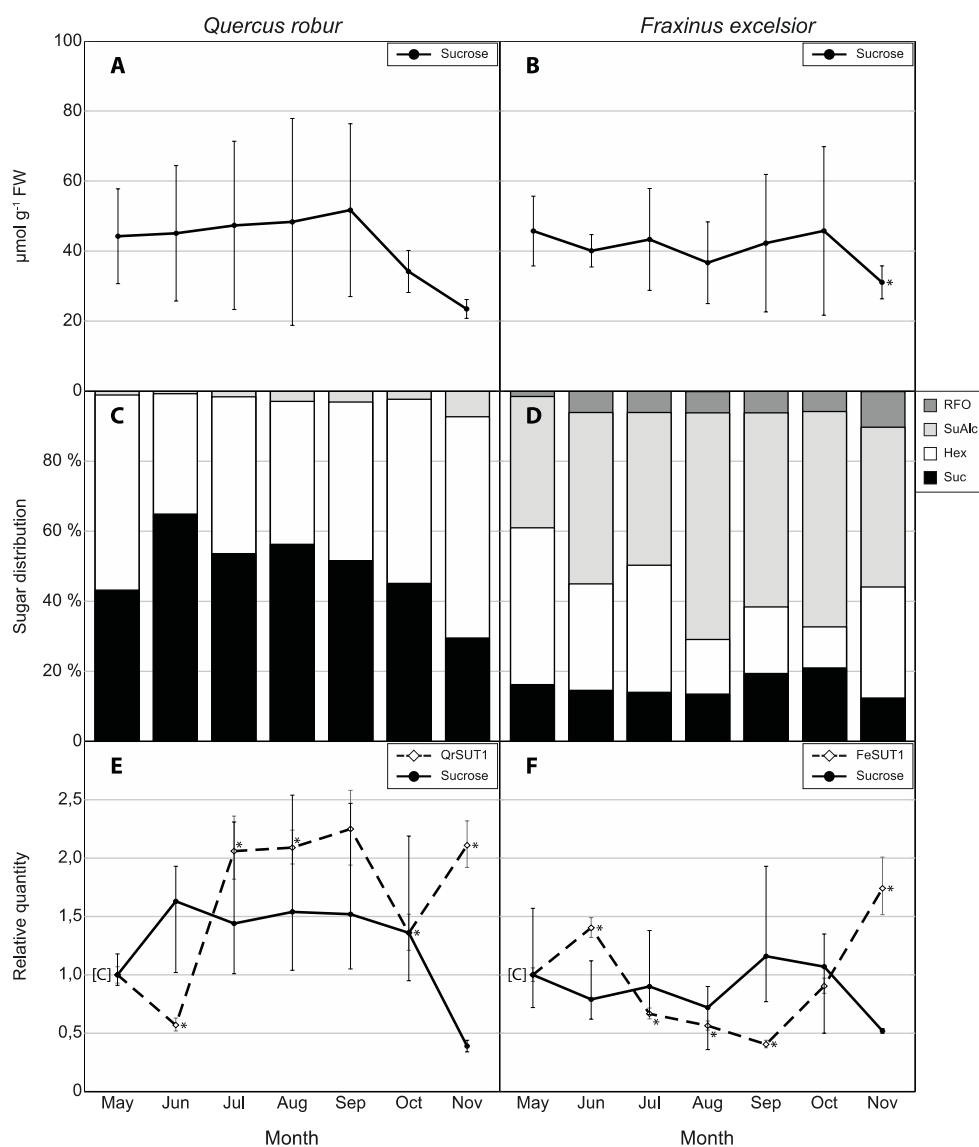 Quercus robur
Fraxinus excelsior
100
80
60
40
20
0
µmol g-1 FW
A
Sucrose
B
Sucrose
*
80 %
60 %
40 %
20 %
0
Sugar distribution
C
D
RFO
SuAlc
Hex
Suc
2,5
2,0
1,5
1,0
0,5
0
Relative quantity
E
QrSUT1
Sucrose
[C]
*
*
*
*
*
F
FeSUT1
Sucrose
[C]
*
*
*
*
*
May Jun Jul Aug Sep Oct Nov
May Jun Jul Aug Sep Oct Nov
Month
Month